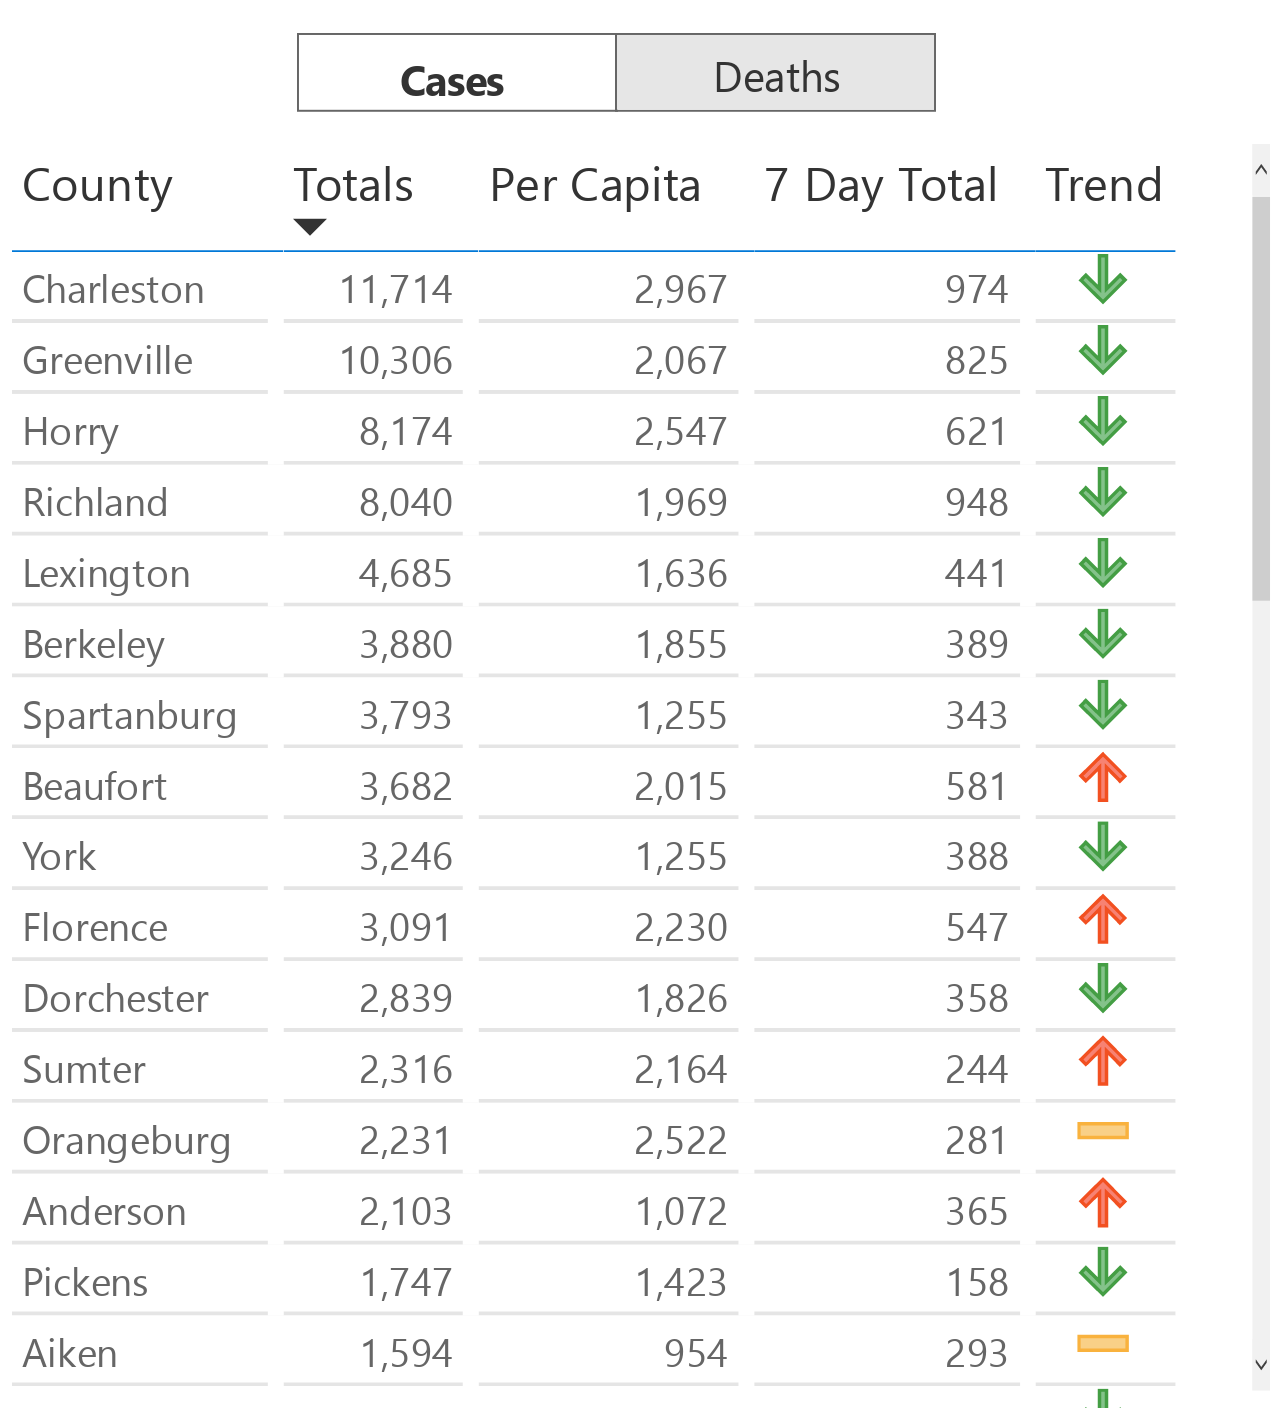 Cases Deaths
County Totals Per Capita 7 Day Total Trend
Charleston 11,714 2,967 974
Greenville 10,306 2,067 825
Horry 8,174 2,547 621
Richland 8,040 1,969 948
Lexington 4,685 1,636 441
Berkeley 3,880 1,855 389
Spartanburg 3,793 1,255 343
Beaufort 3,682 2,015 581
York 3,246 1,255 388
Florence 3,091 2,230 547
Dorchester 2,839 1,826 358
Sumter 2,316 2,164 244
Orangeburg 2,231 2,522 281
Anderson 2,103 1,072 365
Pickens 1,747 1,423 158
Aiken 1,594 954 293